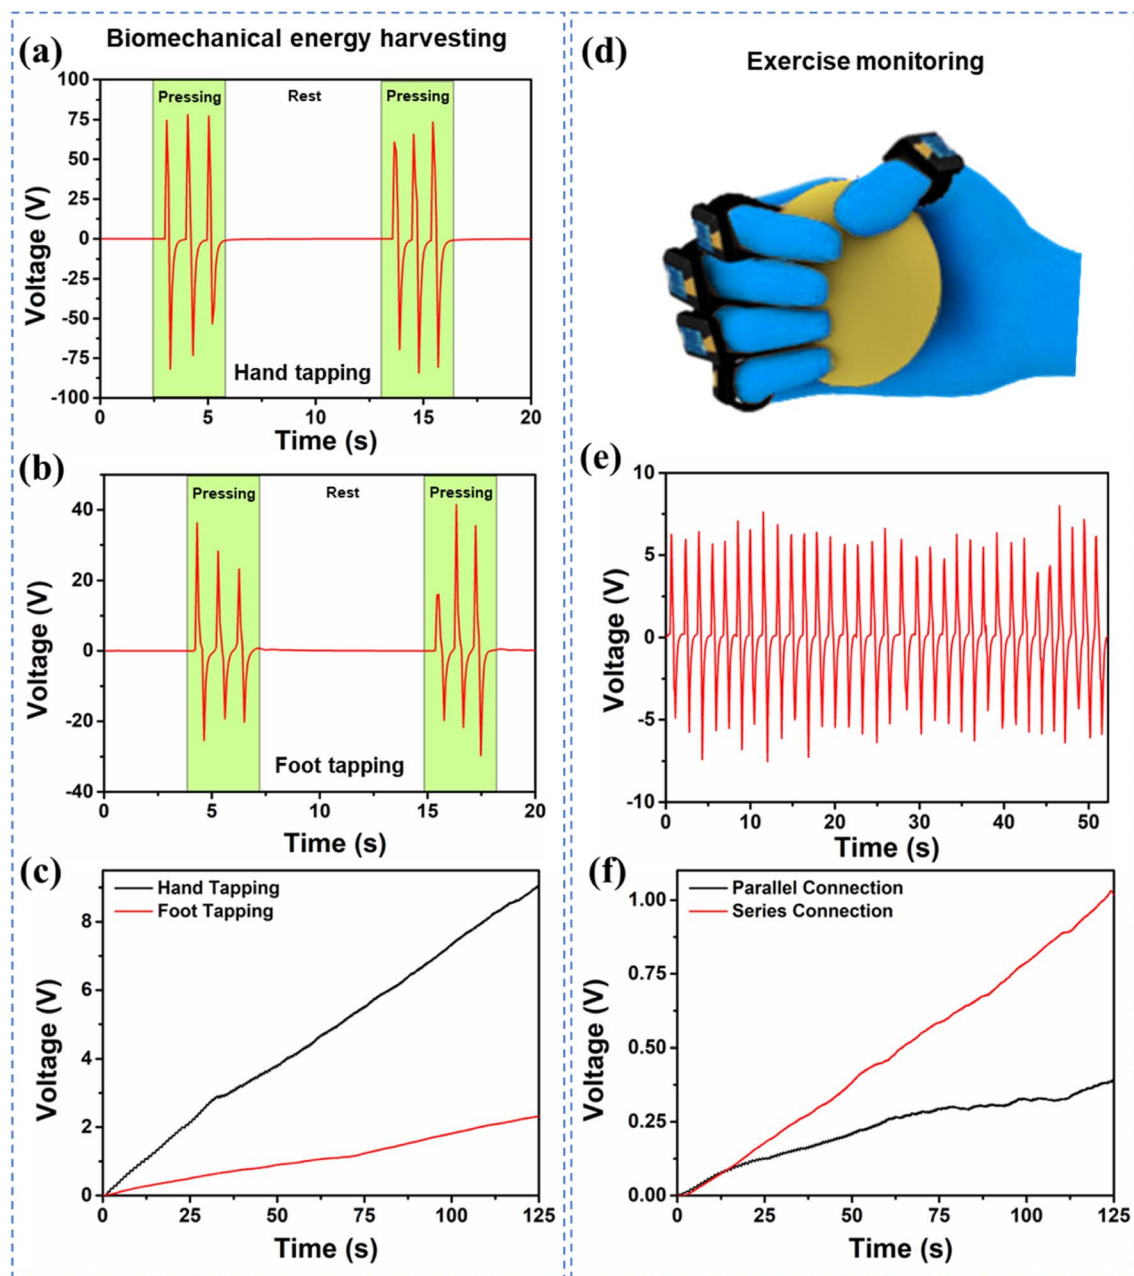 (a)
Biomechanical energy harvesting
100
75
50
25
0
-25
-50
-75
-100
Voltage (V)
Pressing
Rest
Pressing
Hand tapping
0
5
10
15
20
Time (s)
(b)
40
20
0
-20
-40
Voltage (V)
Pressing
Rest
Pressing
Foot tapping
0
5
10
15
20
Time (s)
(c)
8
6
4
2
0
Voltage (V)
Hand Tapping
Foot Tapping
0
25
50
75
100
125
Time (s)
(d)
Exercise monitoring
(e)
10
5
0
-5
-10
Voltage (V)
0
10
20
30
40
50
Time (s)
(f)
1.00
0.75
0.50
0.25
0.00
Voltage (V)
Parallel Connection
Series Connection
0
25
50
75
100
125
Time (s)